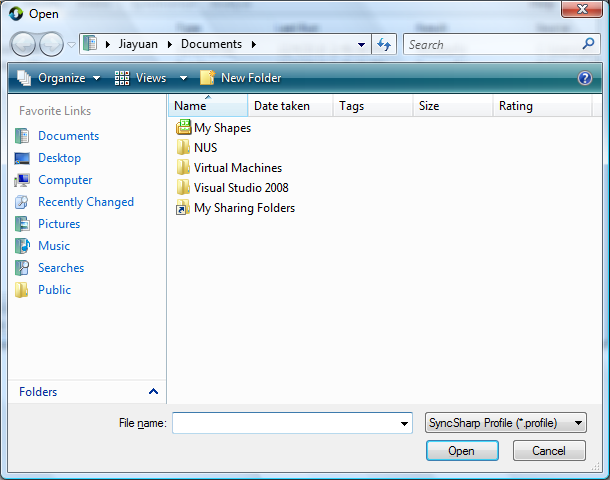 Open
Jiayuan Documents Search
Organize Views New Folder
Favorite Links
Documents
Desktop
Computer
Recently Changed
Pictures
Music
Searches
Public
Folders
Name Date taken Tags Size Rating
My Shapes
NUS
Virtual Machines
Visual Studio 2008
My Sharing Folders
File name: SyncSharp Profile (*.profile)
Open Cancel